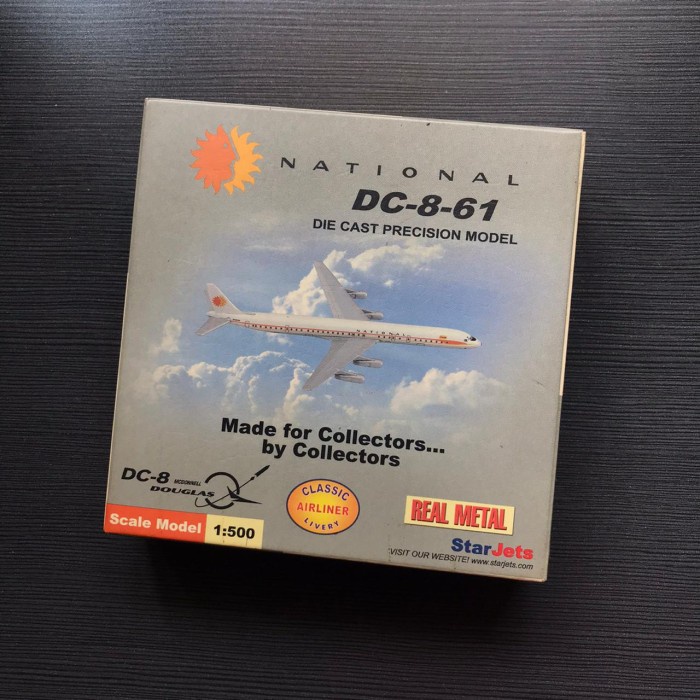 NATIONAL
DC-8-61
DIE CAST PRECISION MODEL
NATIONAL
Made for Collectors...
by Collectors
DC-8 MCDONNELL
DOUGLAS
CLASSIC
AIRLINER
LIVERY
REAL METAL
Scale Model 1:500
StarJets
VISIT OUR WEBSITE! www.starjets.com